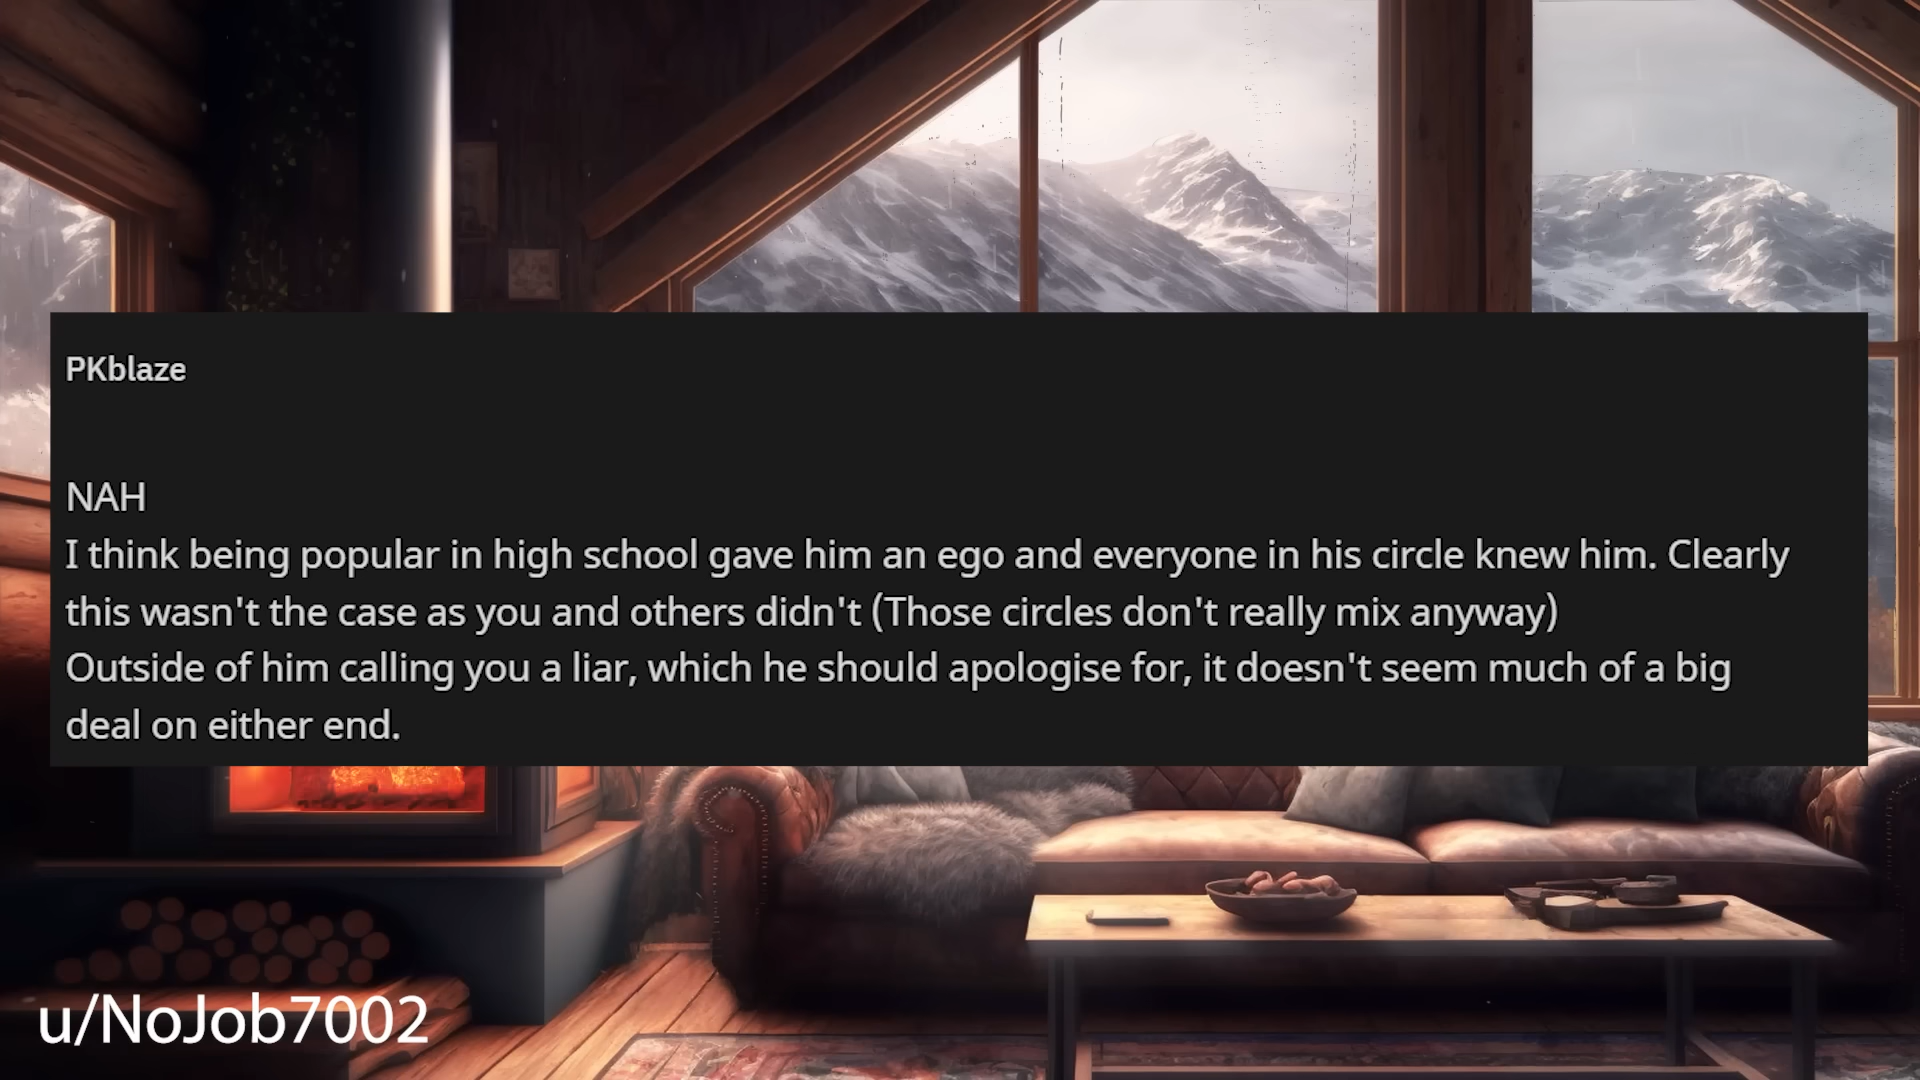 PKblaze
NAH
I think being popular in high school gave him an ego and everyone in his circle knew him. Clearly
this wasn't the case as you and others didn't (Those circles don't really mix anyway)
Outside of him calling you a liar, which he should apologise for, it doesn't seem much of a big
deal on either end.
u/NoJob7002